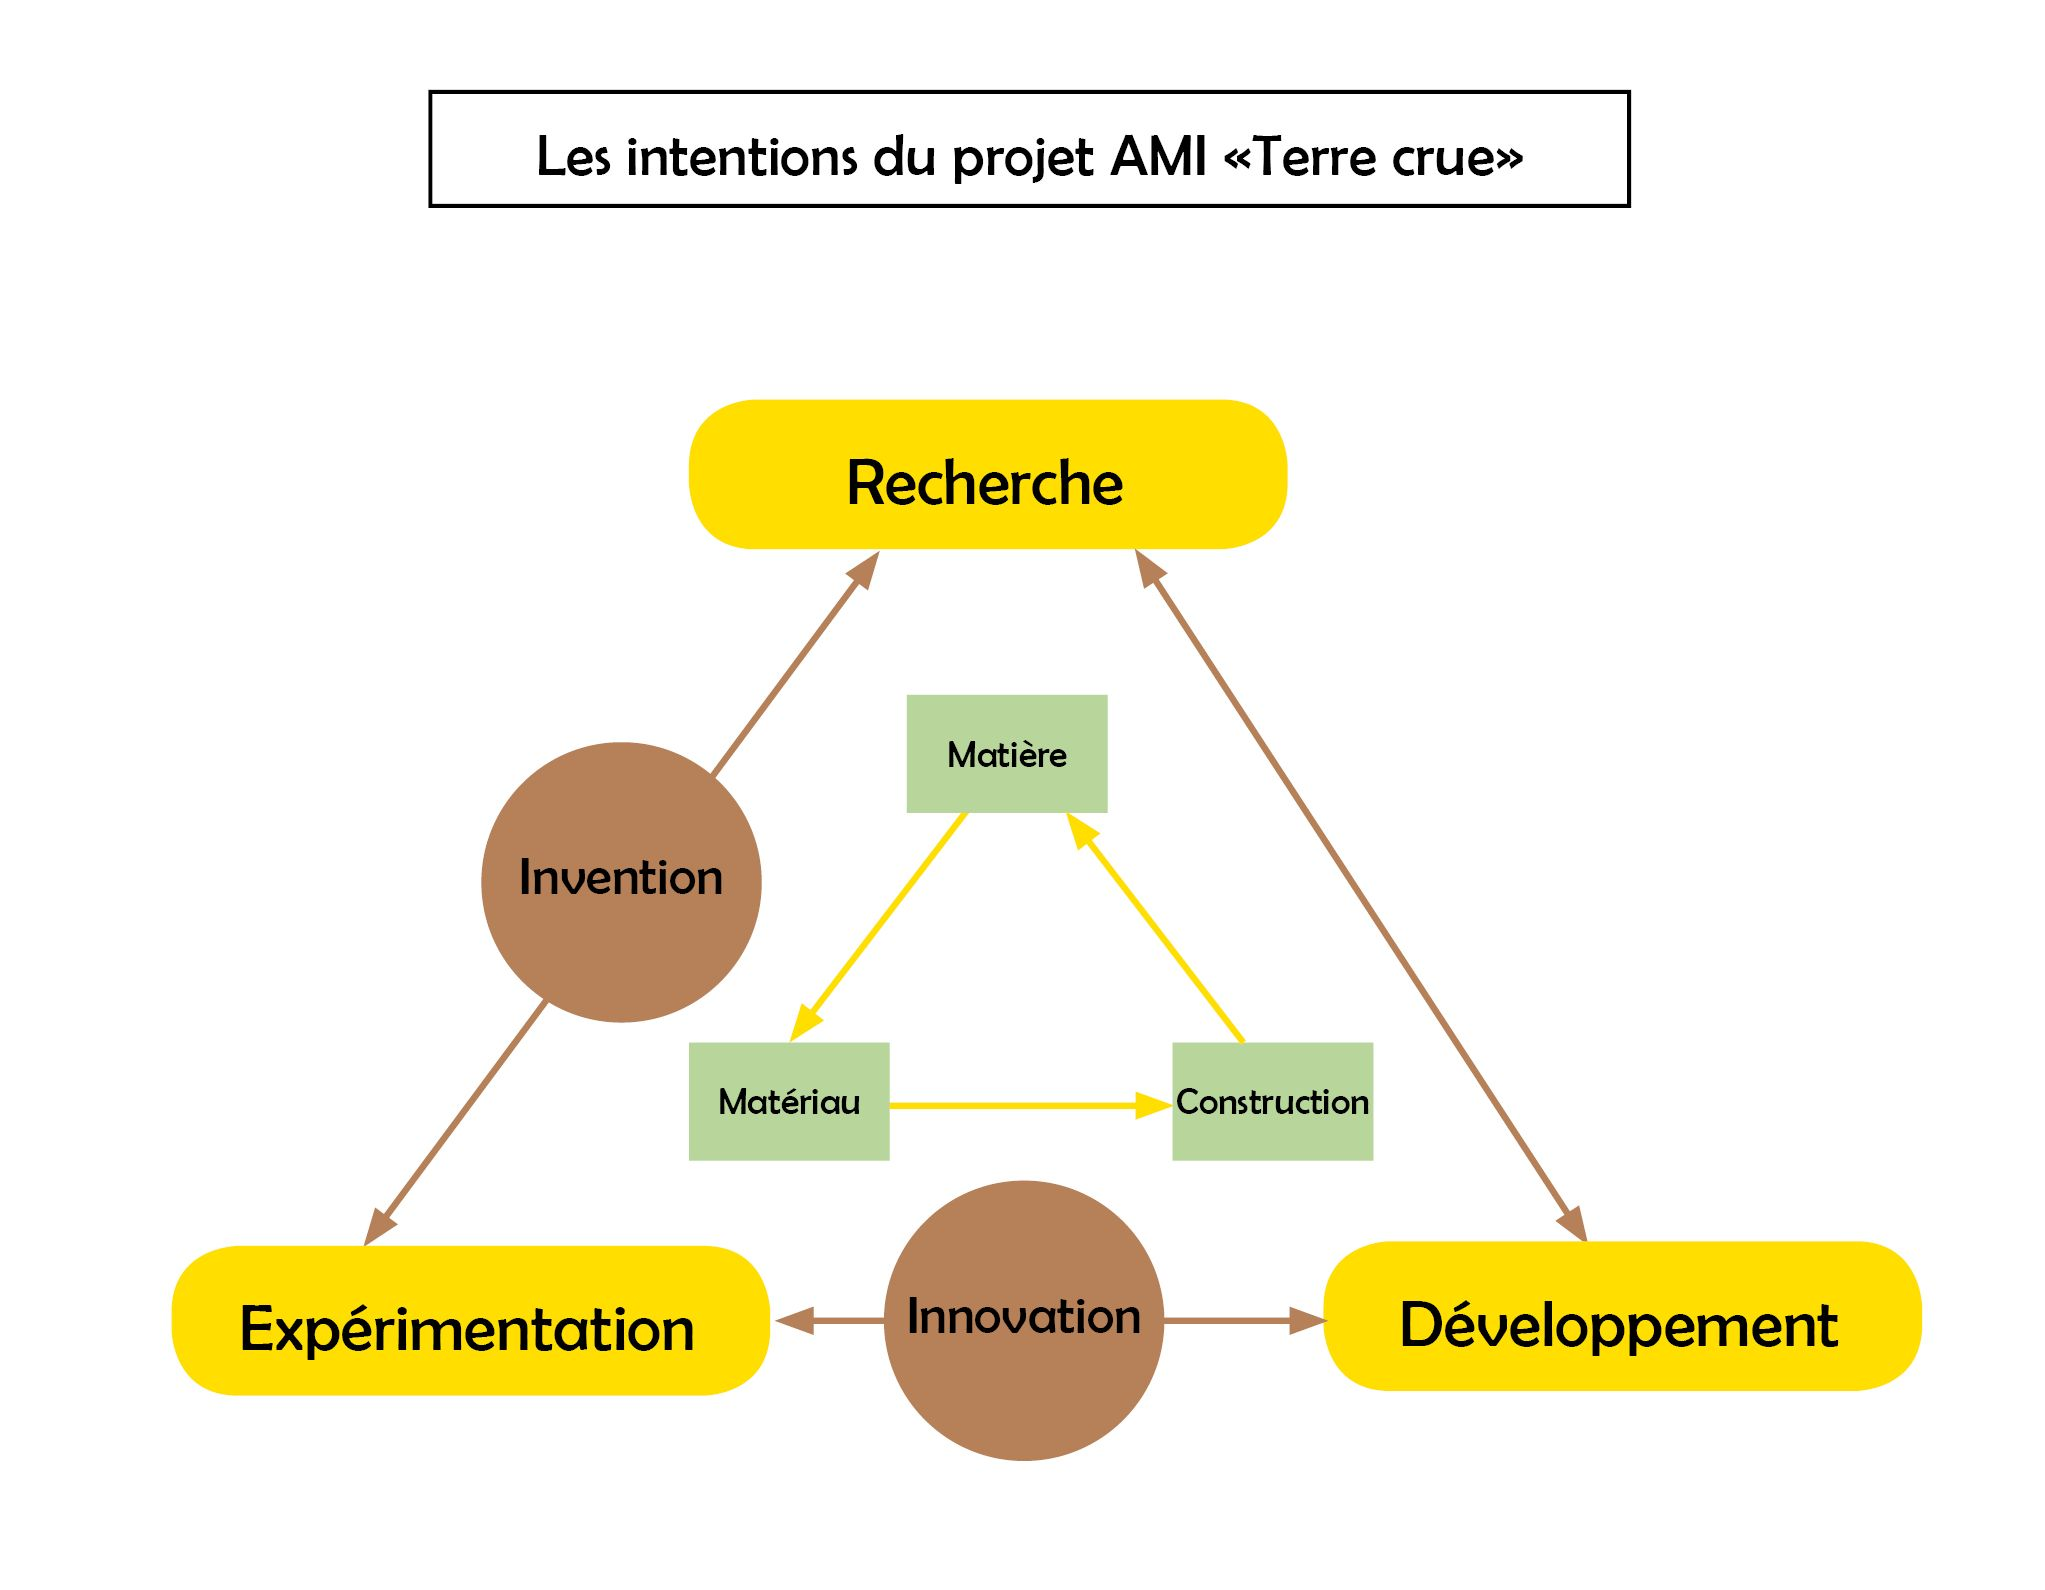 Les intentions du projet AMI «Terre crue»
Recherche
Matière
Invention
Matériau
Construction
Expérimentation
Innovation
Développement